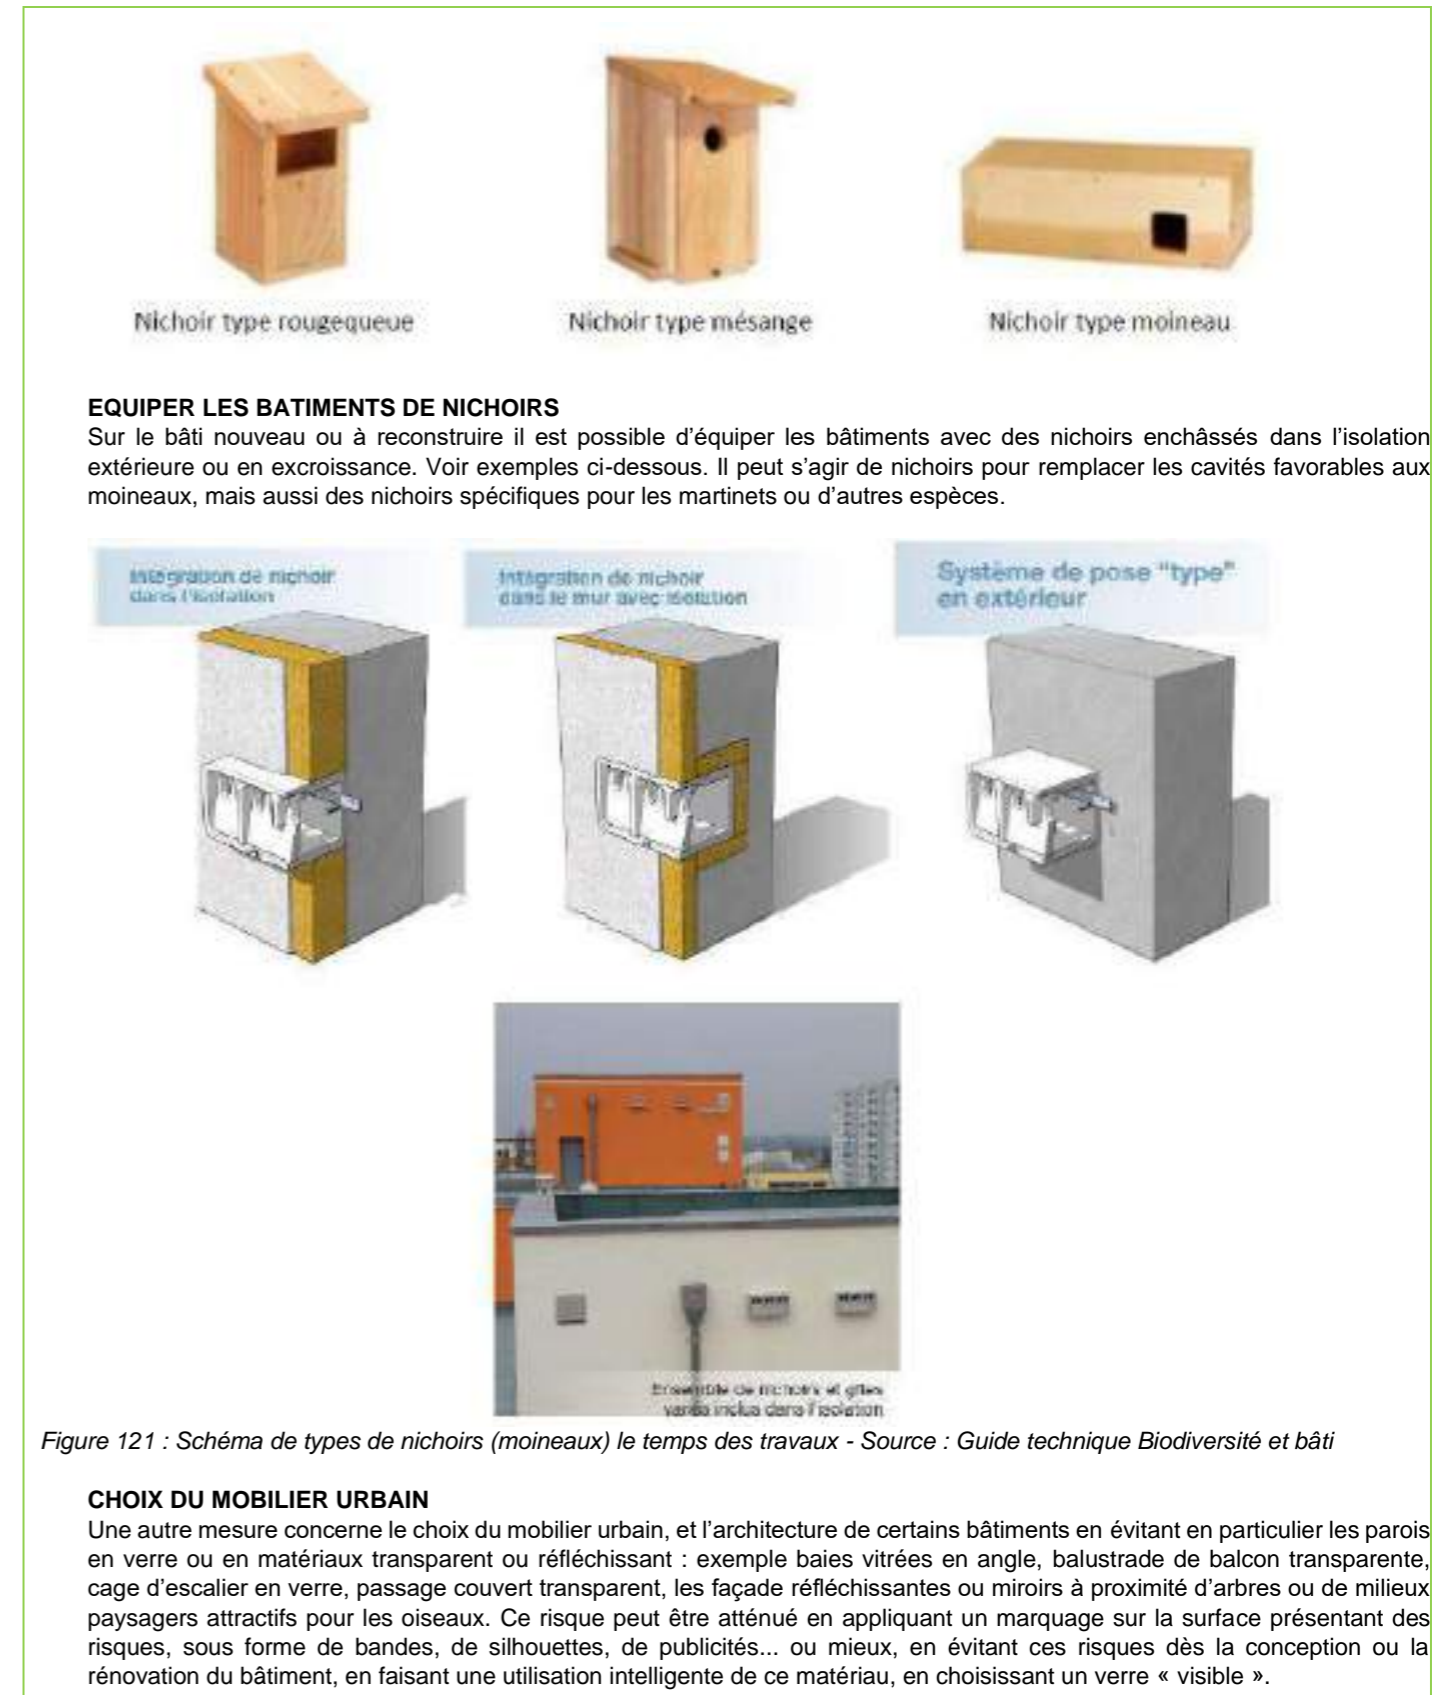 Nichoir type rougequeue
Nichoir type mésange
Nichoir type moineau
EQUIPER LES BATIMENTS DE NICHOIRS
Sur le bâti nouveau ou à reconstruire il est possible d’équiper les bâtiments avec des nichoirs enchâssés dans l’isolation
extérieure ou en excroissance. Voir exemples ci-dessous. Il peut s’agir de nichoirs pour remplacer les cavités favorables aux
moineaux, mais aussi des nichoirs spécifiques pour les martinets ou d’autres espèces.
Intégration de nichoir
dans l’isolation
Intégration de nichoir
dans le mur avec isolution
Système de pose "type"
en extérieur
Ensemble de nichoirs et gîtes
variés inclus dans l’isolation
Figure 121 : Schéma de types de nichoirs (moineaux) le temps des travaux - Source : Guide technique Biodiversité et bâti
CHOIX DU MOBILIER URBAIN
Une autre mesure concerne le choix du mobilier urbain, et l’architecture de certains bâtiments en évitant en particulier les parois
en verre ou en matériaux transparent ou réfléchissant : exemple baies vitrées en angle, balustrade de balcon transparente,
cage d’escalier en verre, passage couvert transparent, les façade réfléchissantes ou miroirs à proximité d’arbres ou de milieux
paysagers attractifs pour les oiseaux. Ce risque peut être atténué en appliquant un marquage sur la surface présentant des
risques, sous forme de bandes, de silhouettes, de publicités... ou mieux, en évitant ces risques dès la conception ou la
rénovation du bâtiment, en faisant une utilisation intelligente de ce matériau, en choisissant un verre « visible ».